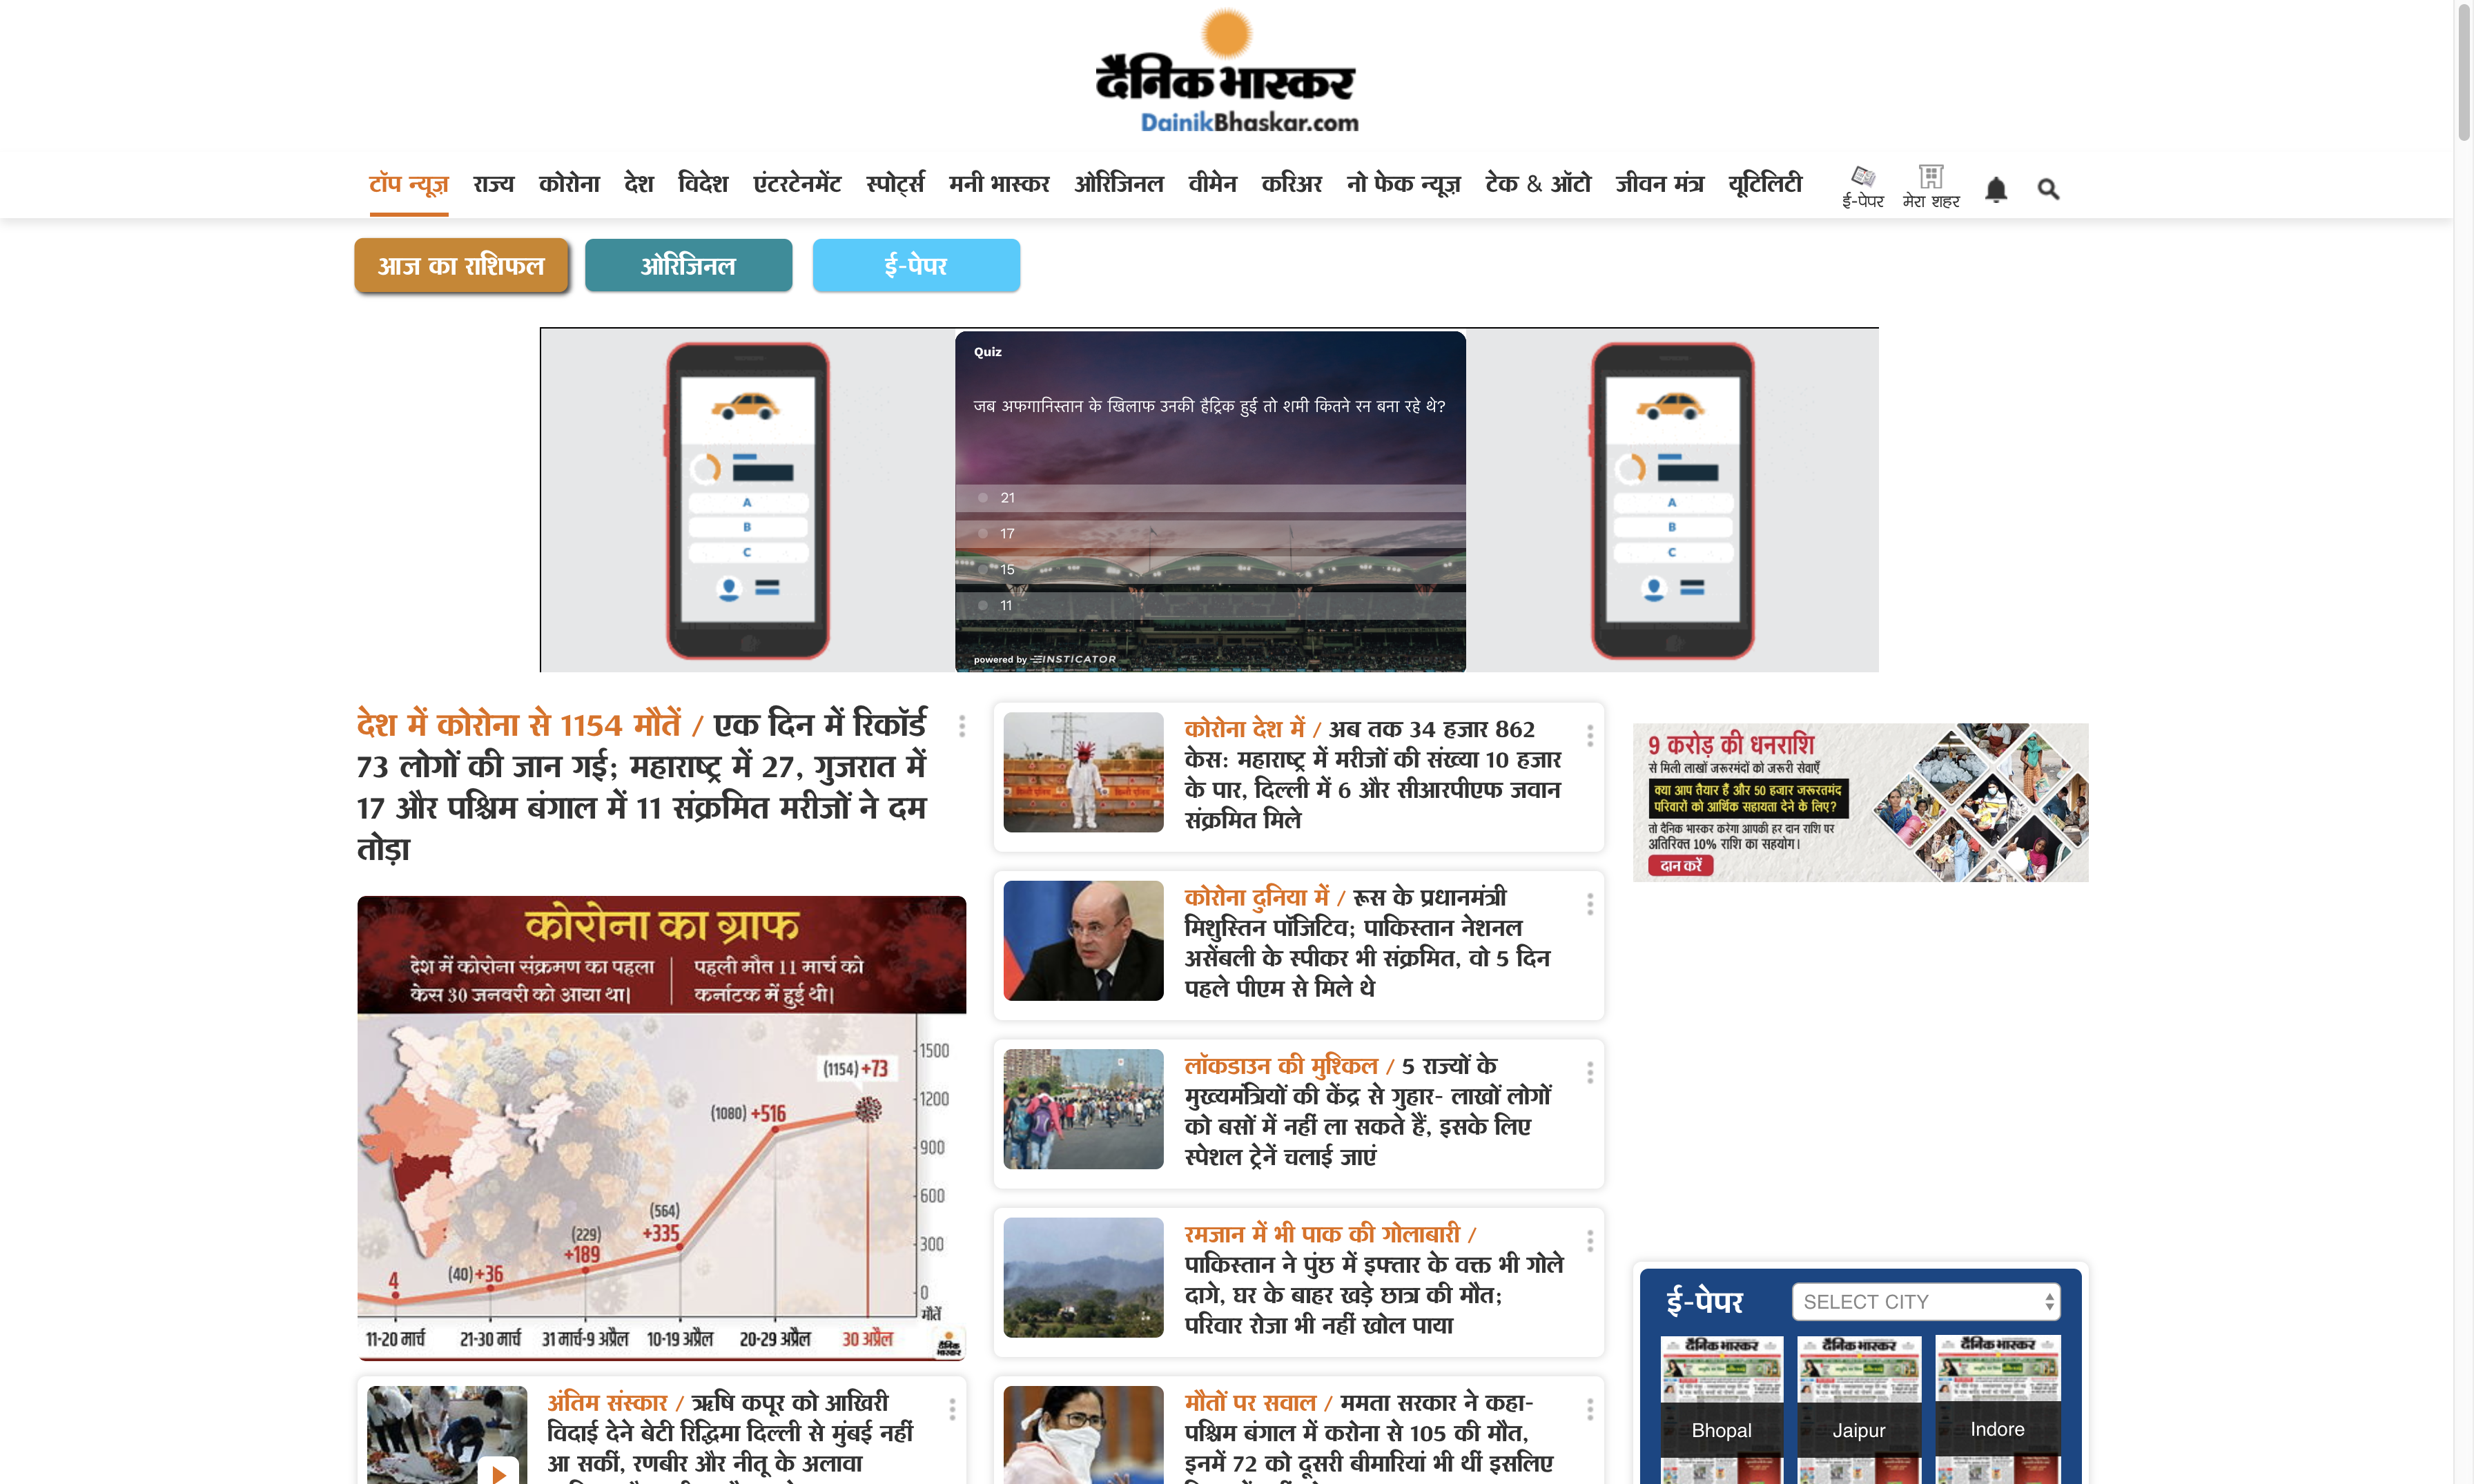 दैनिक भास्कर
DainikBhaskar.com
टॉप न्यूज़ राज्य कोरोना देश विदेश एंटरटेनमेंट स्पोर्ट्स मनी भास्कर ओरिजिनल वीमेन करिअर नो फेक न्यूज़ टेक & ऑटो जीवन मंत्र यूटिलिटी ई-पेपर मेरा शहर
आज का राशिफल ओरिजिनल ई-पेपर
Quiz
जब अफगानिस्तान के खिलाफ उनकी हैट्रिक हुई तो शमी कितने रन बना रहे थे?
21
17
15
11
powered by INSTICATOR
A
B
C
A
B
C
देश में कोरोना से 1154 मौतें / एक दिन में रिकॉर्ड
73 लोगों की जान गई; महाराष्ट्र में 27, गुजरात में
17 और पश्चिम बंगाल में 11 संक्रमित मरीजों ने दम
तोड़ा
कोरोना का ग्राफ
देश में कोरोना संक्रमण का पहला
केस 30 जनवरी को आया था।
पहली मौत 11 मार्च को
कर्नाटक में हुई थी।
1500
1200
900
600
300
0
मौतें
(1154) +73
(1080) +516
(564)
+335
(229)
+189
(40) +36
4
11-20 मार्च 21-30 मार्च 31 मार्च-9 अप्रैल 10-19 अप्रैल 20-29 अप्रैल 30 अप्रैल
दैनिक
भास्कर
अंतिम संस्कार / ऋषि कपूर को आखिरी
विदाई देने बेटी रिद्धिमा दिल्ली से मुंबई नहीं
आ सकीं, रणबीर और नीतू के अलावा
कोरोना देश में / अब तक 34 हजार 862
केस: महाराष्ट्र में मरीजों की संख्या 10 हजार
के पार, दिल्ली में 6 और सीआरपीएफ जवान
संक्रमित मिले
कोरोना दुनिया में / रूस के प्रधानमंत्री
मिशुस्तिन पॉजिटिव; पाकिस्तान नेशनल
असेंबली के स्पीकर भी संक्रमित, वो 5 दिन
पहले पीएम से मिले थे
लॉकडाउन की मुश्किल / 5 राज्यों के
मुख्यमंत्रियों की केंद्र से गुहार- लाखों लोगों
को बसों में नहीं ला सकते हैं, इसके लिए
स्पेशल ट्रेनें चलाई जाएं
रमजान में भी पाक की गोलाबारी /
पाकिस्तान ने पुंछ में इफ्तार के वक्त भी गोले
दागे, घर के बाहर खड़े छात्र की मौत;
परिवार रोजा भी नहीं खोल पाया
मौतों पर सवाल / ममता सरकार ने कहा-
पश्चिम बंगाल में करोना से 105 की मौत,
इनमें 72 को दूसरी बीमारियां भी थीं इसलिए
9 करोड़ की धनराशि
से मिली लाखों जरूरमंदों को जरूरी सेवाएँ
क्या आप तैयार हैं और 50 हजार जरूरतमंद
परिवारों को आर्थिक सहायता देने के लिए?
तो दैनिक भास्कर करेगा आपकी हर दान राशि पर
अतिरिक्त 10% राशि का सहयोग।
दान करें
ई-पेपर SELECT CITY
दैनिक भास्कर दैनिक भास्कर दैनिक भास्कर
Bhopal Jaipur Indore